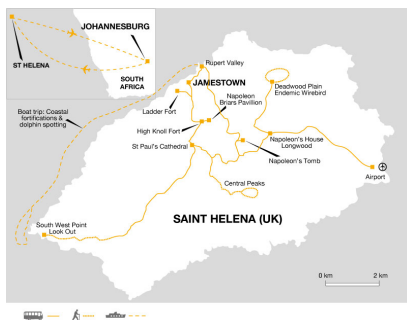 JOHANNESBURG
ST HELENA
SOUTH
AFRICA
Rupert Valley
JAMESTOWN
Deadwood Plain
Endemic Wirebird
Napoleon
Briars Pavillion
Boat trip: Coastal
fortifications &
dolphin spotting
Ladder Fort
High Knoll Fort
St Paul's Cathedral
Napoleon's House
Longwood
Napoleon's Tomb
Airport
Central Peaks
SAINT HELENA (UK)
South West Point
Look Out
0 km
2 km